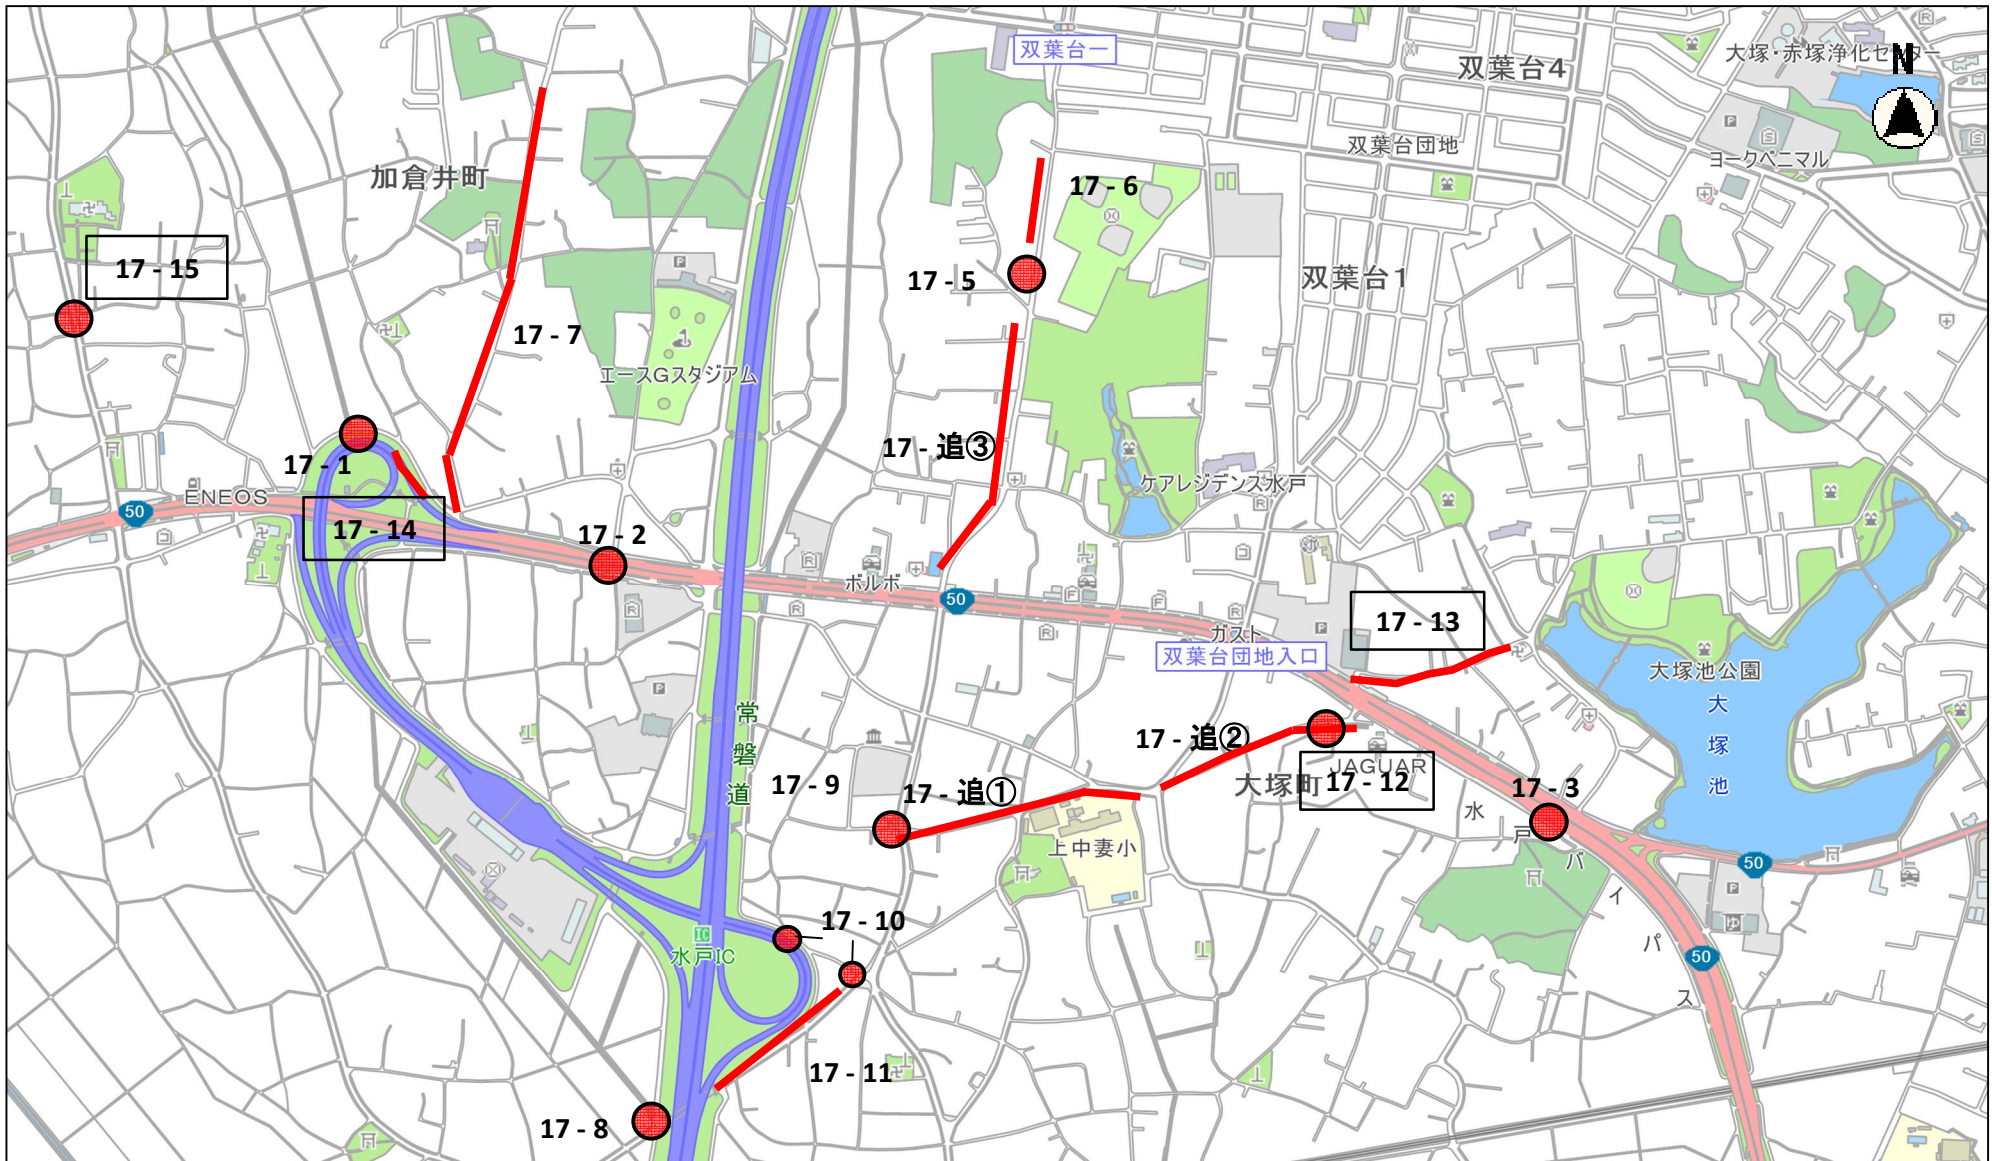 双葉台一
双葉台4
大塚・赤塚浄化センター
N
双葉台団地
ヨークベニマル
加倉井町
17 - 6
17 - 15
17 - 5
双葉台1
17 - 7
エースGスタジアム
17 - 追③
17 - 1
ENEOS
ケアレジデンス水戸
50
17 - 14
17 - 2
ボルボ
50
17 - 13
ガスト
双葉台団地入口
大塚池公園
大塚池
常磐道
17 - 追②
JAGUAR
大塚町
17 - 12
17 - 9
17 - 追①
17 - 3
水戸バイパス
上中妻小
50
17 - 10
IC
水戸IC
50
17 - 11
17 - 8